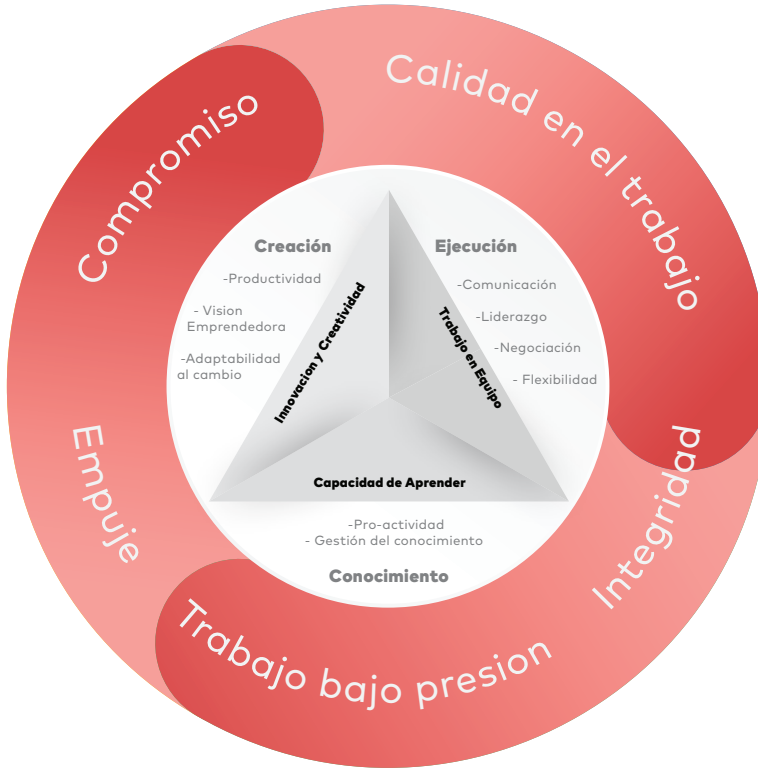 Compromiso
Calidad en el trabajo
Creación
-Productividad
- Vision
Emprendedora
-Adaptabilidad
al cambio
Innovacion y Creatividad
Ejecución
-Comunicación
-Liderazgo
-Negociación
- Flexibilidad
Trabajo en Equipo
Capacidad de Aprender
-Pro-actividad
- Gestión del conocimiento
Conocimiento
Empuje
Integridad
Trabajo bajo presion